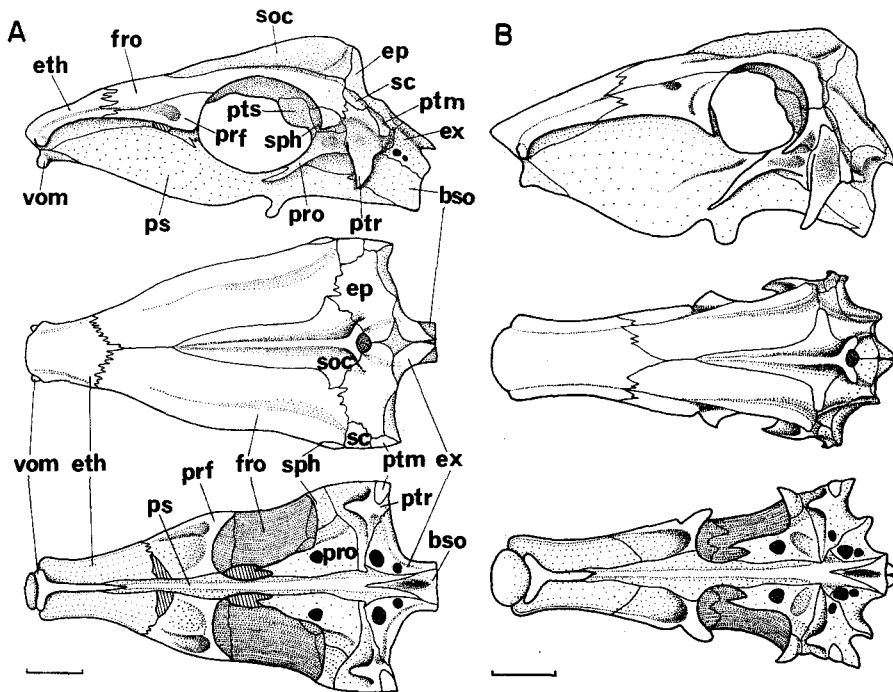 A
B
soc
fro
ep
eth
sc
ptm
pts
prf
sph
ex
vom
pro
bso
ps
ptr
ep
soc
sc
vom eth fro sph ptm ex
prf
ptr
ps
bso
pro